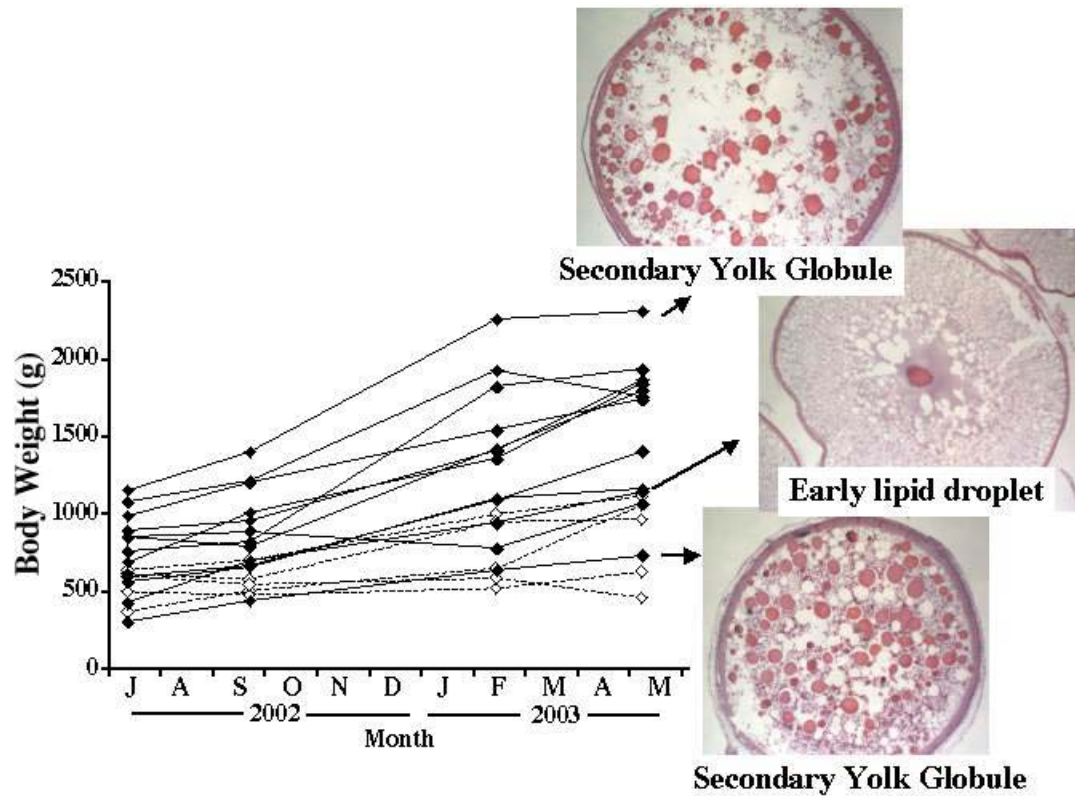 Secondary Yolk Globule
Early lipid droplet
Secondary Yolk Globule
Body Weight (g)
2500
2000
1500
1000
500
0
J A S O N D J F M A M
2002 2003
Month